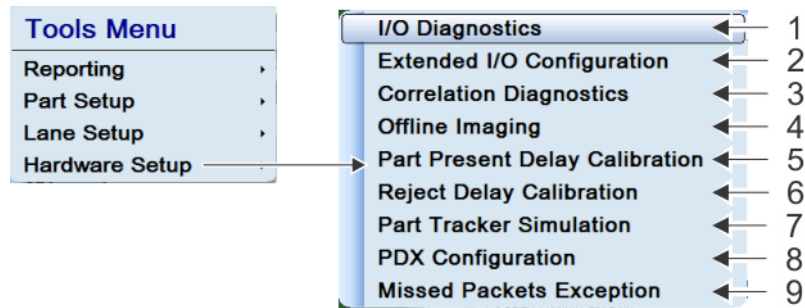 Tools Menu
Reporting
Part Setup
Lane Setup
Hardware Setup
I/O Diagnostics 1
Extended I/O Configuration 2
Correlation Diagnostics 3
Offline Imaging 4
Part Present Delay Calibration 5
Reject Delay Calibration 6
Part Tracker Simulation 7
PDX Configuration 8
Missed Packets Exception 9